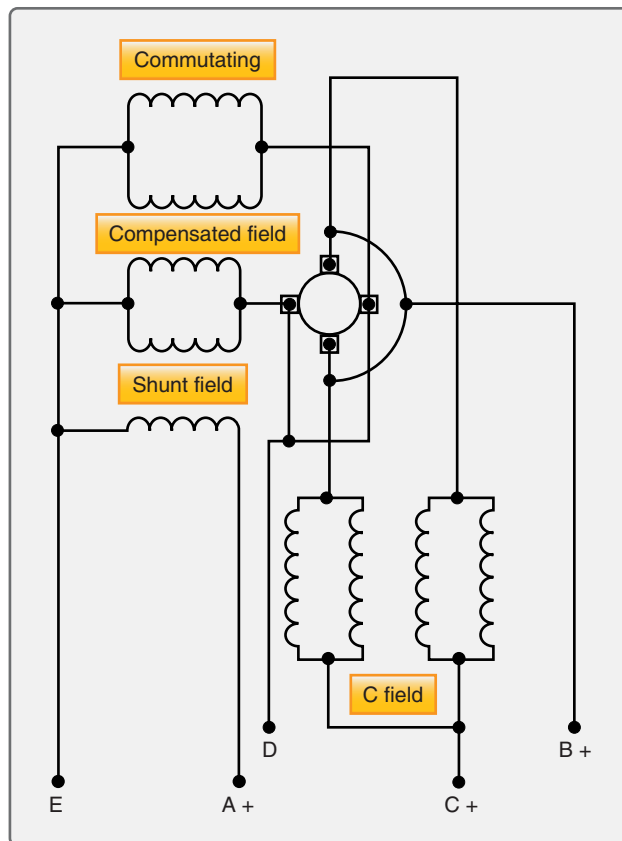 Commutating
Compensated field
Shunt field
C field
D
B +
E
A +
C +